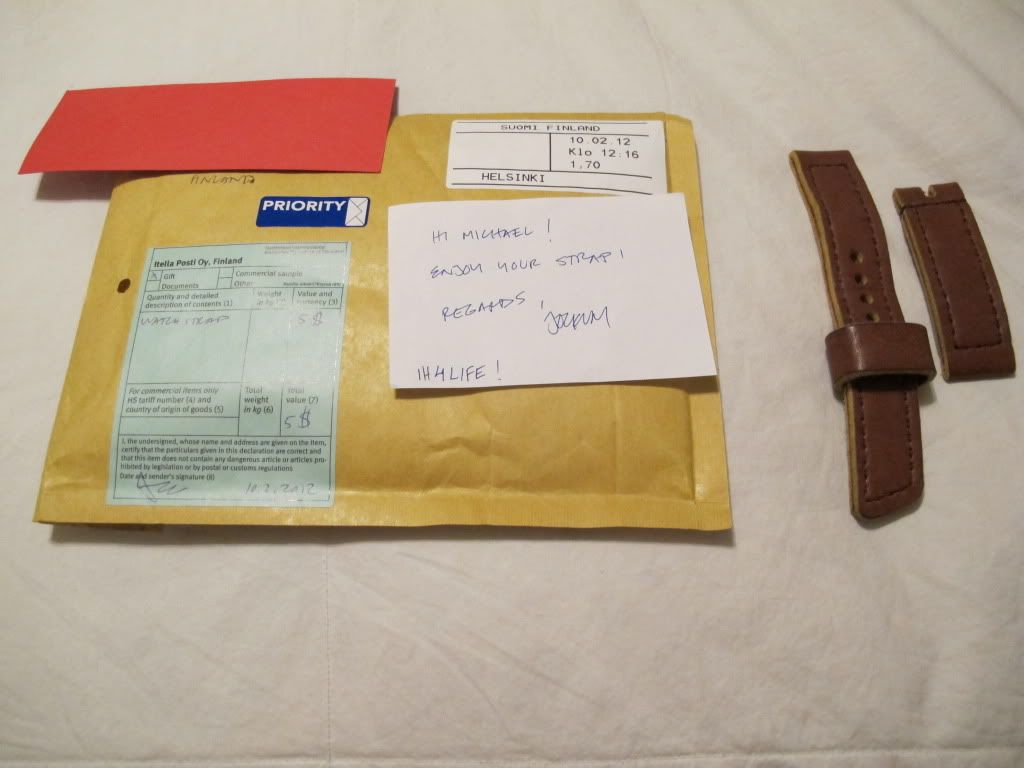 SUOMI FINLAND
10.02.12
Klo 12:16
1,70
HELSINKI
FINLAND
PRIORITY
HI MICHAEL!
ENJOY YOUR STRAP!
REGARDS,
JOCKUM
IH4LIFE!
Itella Posti Oy, Finland
X Gift
Commercial sample
Documents
Other
Quantity and detailed description of contents (1)
Weight in kg (2)
Value and currency (3)
WATCH STRAP
5 $
For commercial items only
HS tariff number (4) and
country of origin of goods (5)
Total weight in kg (6)
Total value (7)
5 $
I, the undersigned, whose name and address are given on the item,
certify that the particulars given in this declaration are correct and
that this item does not contain any dangerous article or articles pro-
hibited by legislation or by postal or customs regulations
Date and sender's signature (8)
10.2.2012